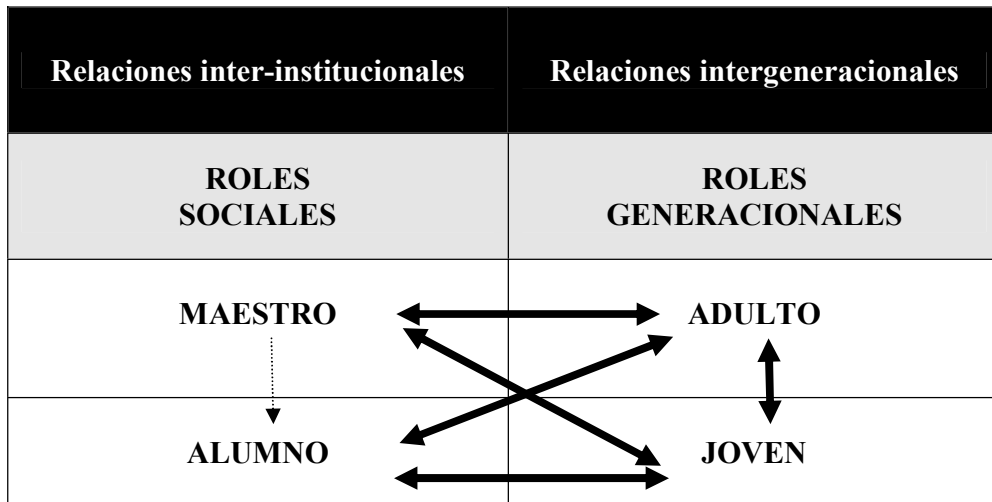 Relaciones inter-institucionales
Relaciones intergeneracionales
ROLES
SOCIALES
ROLES
GENERACIONALES
MAESTRO
ADULTO
ALUMNO
JOVEN